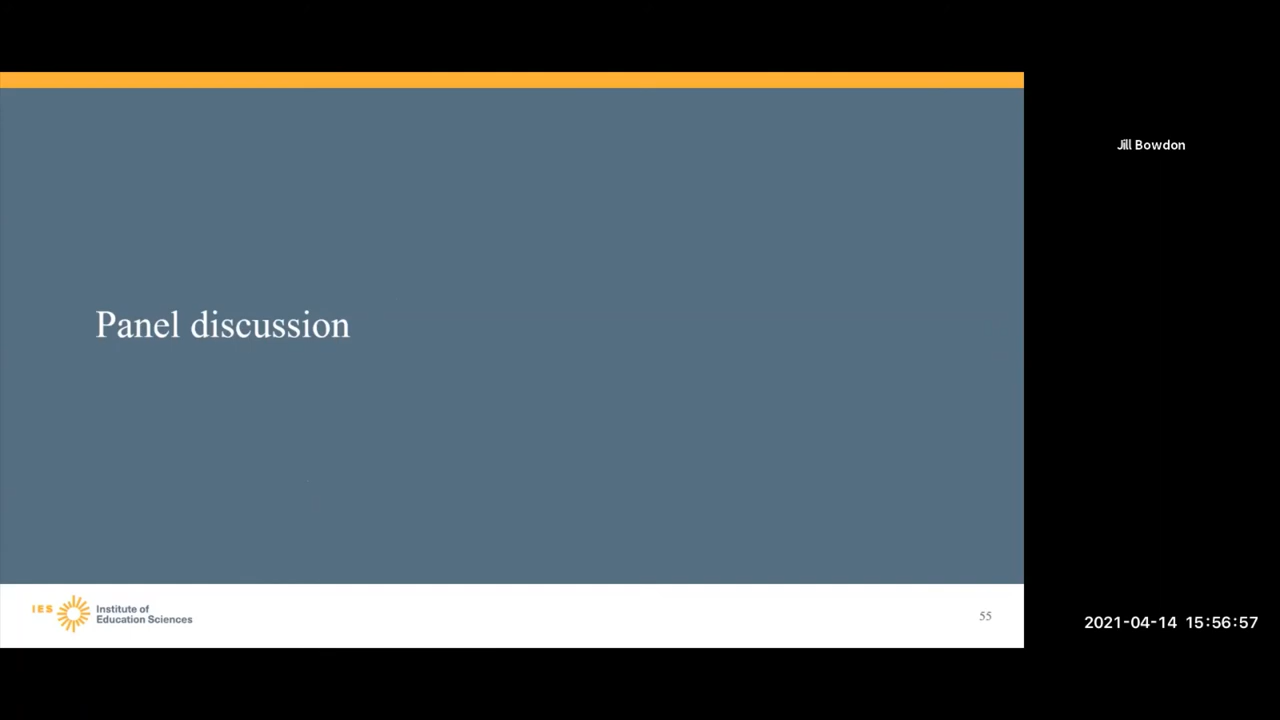 Jill Bowdon
Panel discussion
IES
Institute of
Education Sciences
55
2021-04-14 15:56:57